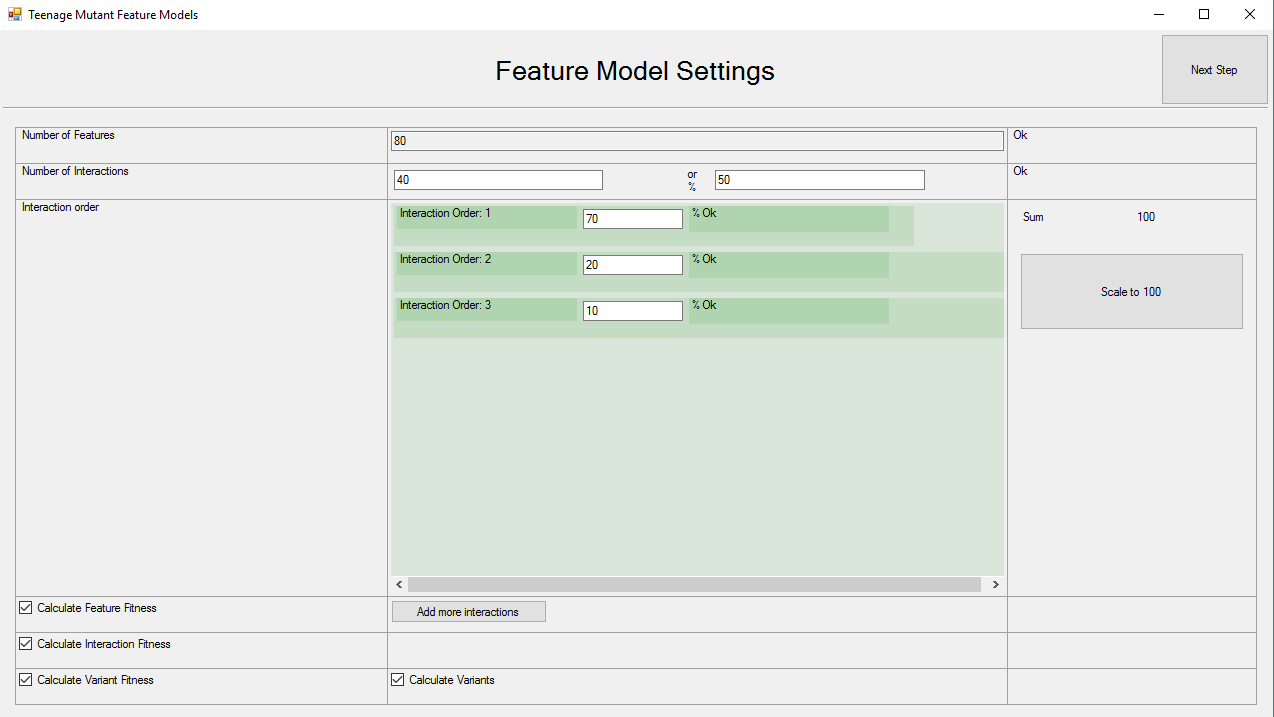 Teenage Mutant Feature Models
Feature Model Settings
Next Step
Number of Features
80
Ok
Number of Interactions
40
or
%
50
Ok
Interaction order
Interaction Order: 1
70
% Ok
Sum
100
Interaction Order: 2
20
% Ok
Scale to 100
Interaction Order: 3
10
% Ok
Calculate Feature Fitness
Add more interactions
Calculate Interaction Fitness
Calculate Variant Fitness
Calculate Variants